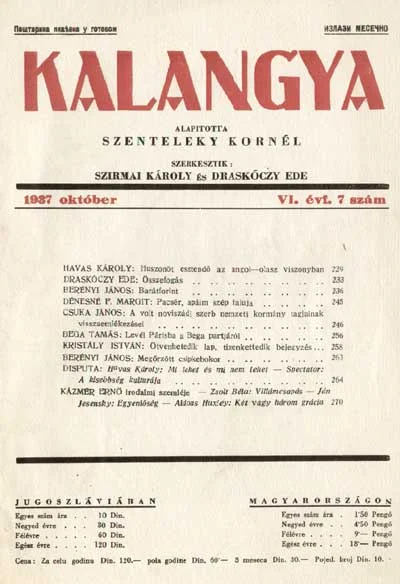 Поштарина плаћена у готовом
ИЗЛАЗИ МЕСЕЧНО
KALANGYA
ALAPITOTTA
SZENTELEKY KORNÉL
SZERKESZTIK :
SZIRMAI KÁROLY és DRASKÓCZY EDE
1937 október
VI. évf. 7 szám
HAVAS KÁROLY: Huszonöt esztendő az angol—olasz viszonyban 229
DRASKÓCZY EDE: Összefogás . . . . . . . . . . 233
BERÉNYI JÁNOS: Barátforint . . . . . . . . . . 236
DÉNESNÉ F. MARGIT: Pacsér, apáim szép faluja . . . . 245
CSUKA JÁNOS: A volt noviszádi szerb nemzeti kormány tagjainak
visszaemlékezései . . . . . . . . . . 246
BEGA TAMÁS: Levél Párisba a Bega partjáról . . . . 256
KRISTÁLY ISTVÁN: Ötvenhetedik lap, tizenkettedik bejegyzés... 258
BERÉNYI JÁNOS: Megőrzött csipkebokor . . . . . . 263
DISPUTA: Havas Károly: Mi lehet és mi nem lehet — Spectator:
A kisebbség kulturája . . . . . . . . 264
KÁZMÉR ERNŐ irodalmi szemléje — Zsolt Béla: Villámcsapás — Ján
Jesensky: Egyenlőség — Aldous Huxley: Két vagy három grácia 270
JUGOSZLÁVIÁBAN
Egyes szám ára . 10 Din.
Negyed évre . . . 30 Din.
Félévre . . . . 60 Din.
Egész évre . . . 120 Din.
MAGYARORSZÁGON
Egyes szám ára . . 1'50 Pengő
Negyed évre . . . 4'50 Pengő
Félévre . . . . 9'— Pengő
Egész évre . . . 18'— Pengő
Cena : Za celu godinu Din. 120.— pola godine Din. 60'— 3 meseca Din. 30.— Pojed. broj Din. 10.—